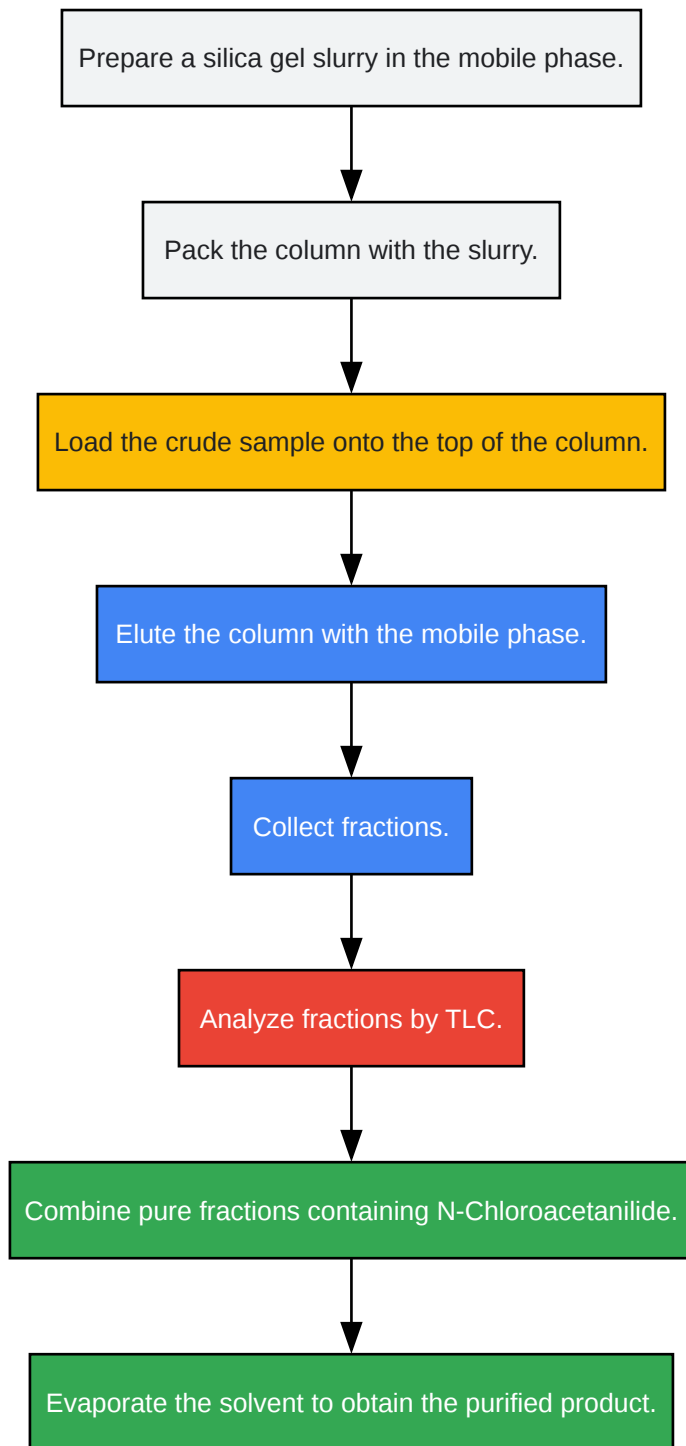 Prepare a silica gel slurry in the mobile phase.
Pack the column with the slurry.
Load the crude sample onto the top of the column.
Elute the column with the mobile phase.
Collect fractions.
Analyze fractions by TLC.
Combine pure fractions containing N-Chloroacetanilide.
Evaporate the solvent to obtain the purified product.